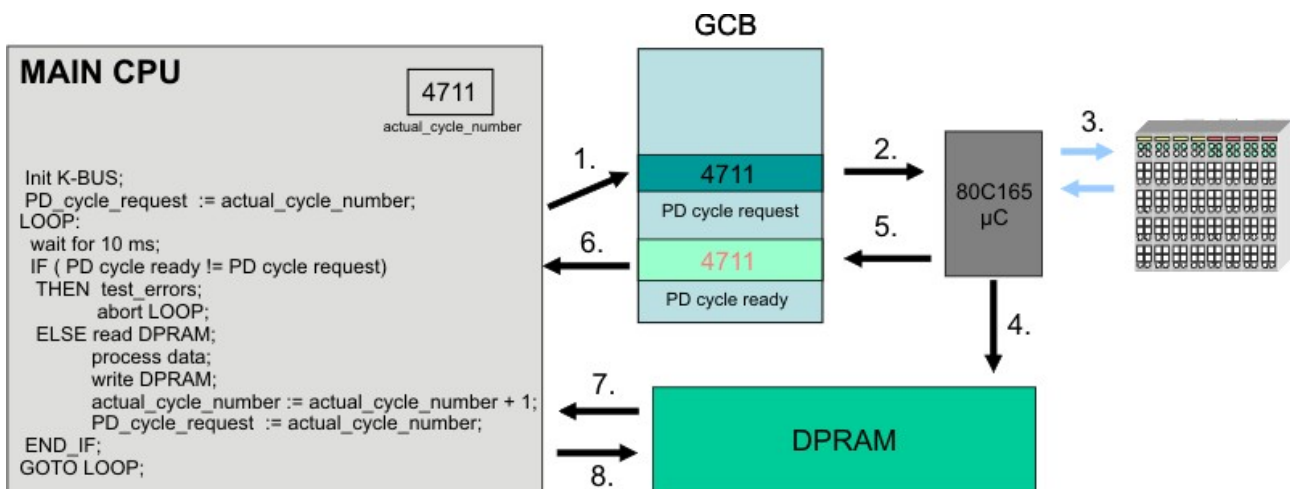 GCB
MAIN CPU
4711
actual_cycle_number
Init K-BUS;
PD_cycle_request := actual_cycle_number;
LOOP:
wait for 10 ms;
IF ( PD cycle ready != PD cycle request)
THEN test_errors;
abort LOOP;
ELSE read DPRAM;
process data;
write DPRAM;
actual_cycle_number := actual_cycle_number + 1;
PD_cycle_request := actual_cycle_number;
END_IF;
GOTO LOOP;
1.
4711
PD cycle request
2.
80C165
µC
3.
6.
4711
PD cycle ready
5.
4.
7.
8.
DPRAM